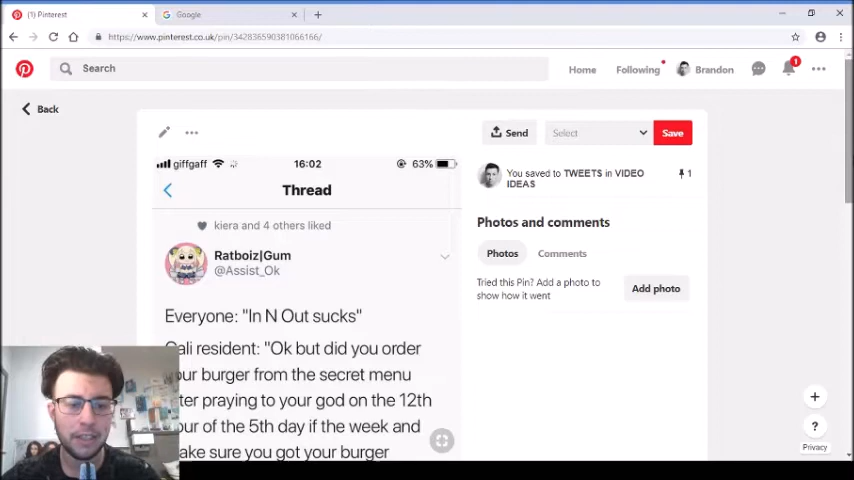 (1) Pinterest
Google
https://www.pinterest.co.uk/pin/342836590381066166/
Search
Home
Following
Brandon
1
Back
Send
Select
Save
giffgaff
16:02
63%
Thread
You saved to TWEETS in VIDEO
IDEAS
1
kiera and 4 others liked
Ratboiz|Gum
@Assist_Ok
Photos and comments
Photos
Comments
Tried this Pin? Add a photo to
show how it went
Add photo
Everyone: "In N Out sucks"
Cali resident: "Ok but did you order
our burger from the secret menu
ter praying to your god on the 12th
our of the 5th day if the week and
ake sure you got your burger
?
Privacy